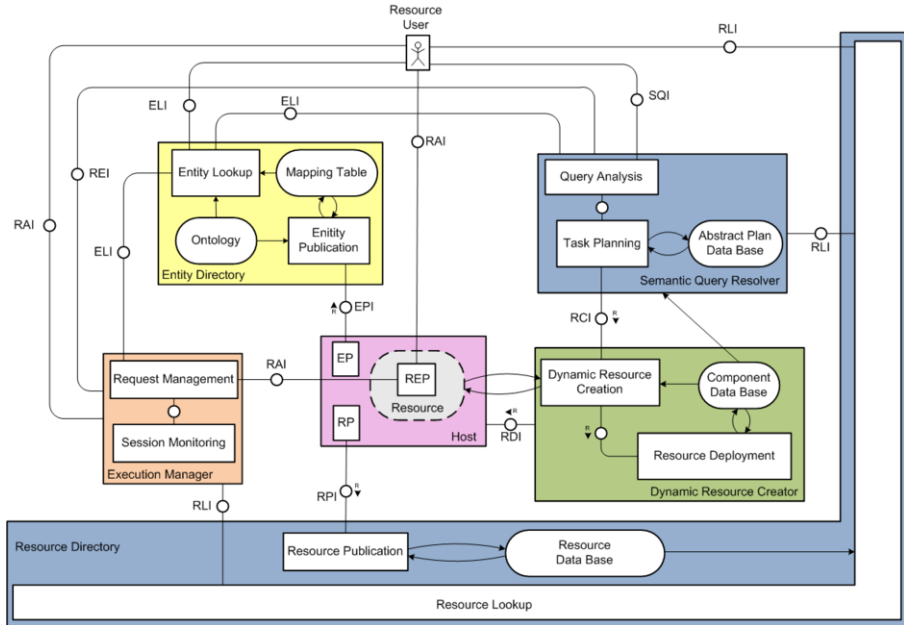 Resource
User
RLI
ELI
ELI
SQI
RAI
REI
RAI
ELI
Entity Lookup
Mapping Table
Ontology
Entity
Publication
Entity Directory
Query Analysis
Task Planning
Abstract Plan
Data Base
Semantic Query Resolver
RLI
R
EPI
RCI
R
EP
RAI
REP
Resource
RP
Host
Request Management
Session Monitoring
Execution Manager
Dynamic Resource
Creation
Component
Data Base
R
Resource Deployment
Dynamic Resource Creator
R
RDI
RLI
RPI
R
Resource Directory
Resource Publication
Resource
Data Base
Resource Lookup